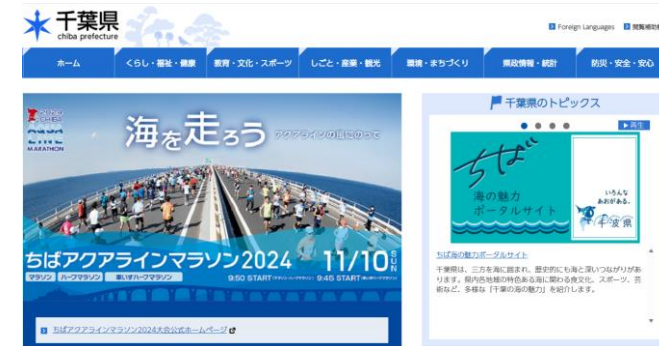 千葉県
chiba prefecture
Foreign Languages
ホーム
くらし・福祉・健康
教育・文化・スポーツ
しごと・産業・観光
環境・まちづくり
県政情報・統計
防災・安全・安心
MARATHON
海を走ろう アクアラインの風にのって
ちばアクアラインマラソン2024 11/10 SUN
マラソン ハーフマラソン 車いすハーフマラソン 9:50 START 9:45 START
ちばアクアラインマラソン2024大会公式ホームページ
千葉県のトピックス
再生
ちば
海の魅力
ポータルサイト
いろんな
あおがある。
千波県
ちば海の魅力ポータルサイト
千葉県は、三方を海に囲まれ、歴史的にも海と深いつながりがあ
ります。県内各地域の特色ある海に関わる食文化、スポーツ、芸
術など、多様な「千葉の海の魅力」を紹介します。